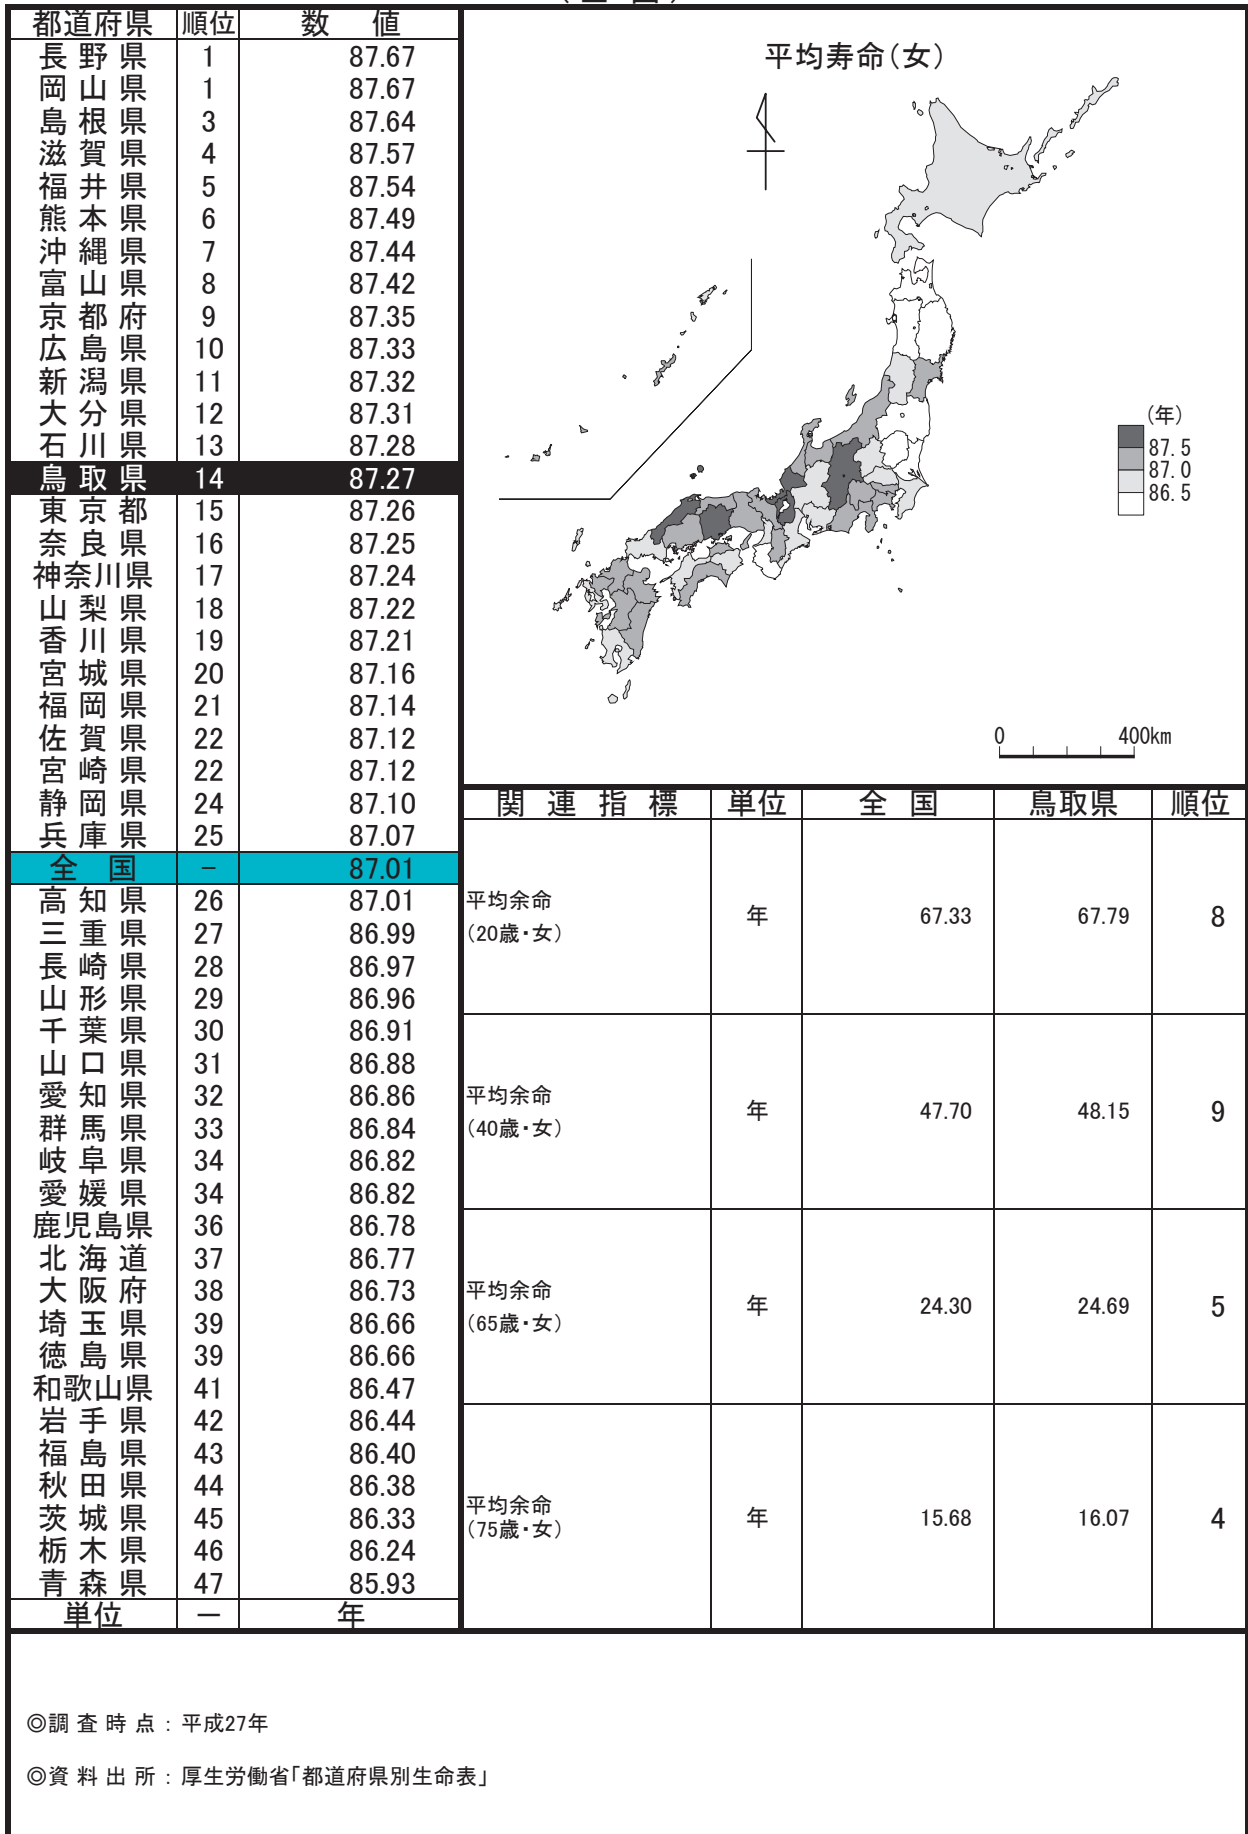 都道府県 順位 数値
長野県 1 87.67
岡山県 1 87.67
島根県 3 87.64
滋賀県 4 87.57
福井県 5 87.54
熊本県 6 87.49
沖縄県 7 87.44
富山県 8 87.42
京都府 9 87.35
広島県 10 87.33
新潟県 11 87.32
大分県 12 87.31
石川県 13 87.28
鳥取県 14 87.27
東京都 15 87.26
奈良県 16 87.25
神奈川県 17 87.24
山梨県 18 87.22
香川県 19 87.21
宮城県 20 87.16
福岡県 21 87.14
佐賀県 22 87.12
宮崎県 22 87.12
静岡県 24 87.10
兵庫県 25 87.07
全国 － 87.01
高知県 26 87.01
三重県 27 86.99
長崎県 28 86.97
山形県 29 86.96
千葉県 30 86.91
山口県 31 86.88
愛知県 32 86.86
群馬県 33 86.84
岐阜県 34 86.82
愛媛県 34 86.82
鹿児島県 36 86.78
北海道 37 86.77
大阪府 38 86.73
埼玉県 39 86.66
徳島県 39 86.66
和歌山県 41 86.47
岩手県 42 86.44
福島県 43 86.40
秋田県 44 86.38
茨城県 45 86.33
栃木県 46 86.24
青森県 47 85.93
単位 － 年
平均寿命（女）
（年）
87.5
87.0
86.5
0 400km
関連指標 単位 全国 鳥取県 順位
平均余命
（20歳・女） 年 67.33 67.79 8
平均余命
（40歳・女） 年 47.70 48.15 9
平均余命
（65歳・女） 年 24.30 24.69 5
平均余命
（75歳・女） 年 15.68 16.07 4
◎調査時点：平成27年
◎資料出所：厚生労働省「都道府県別生命表」